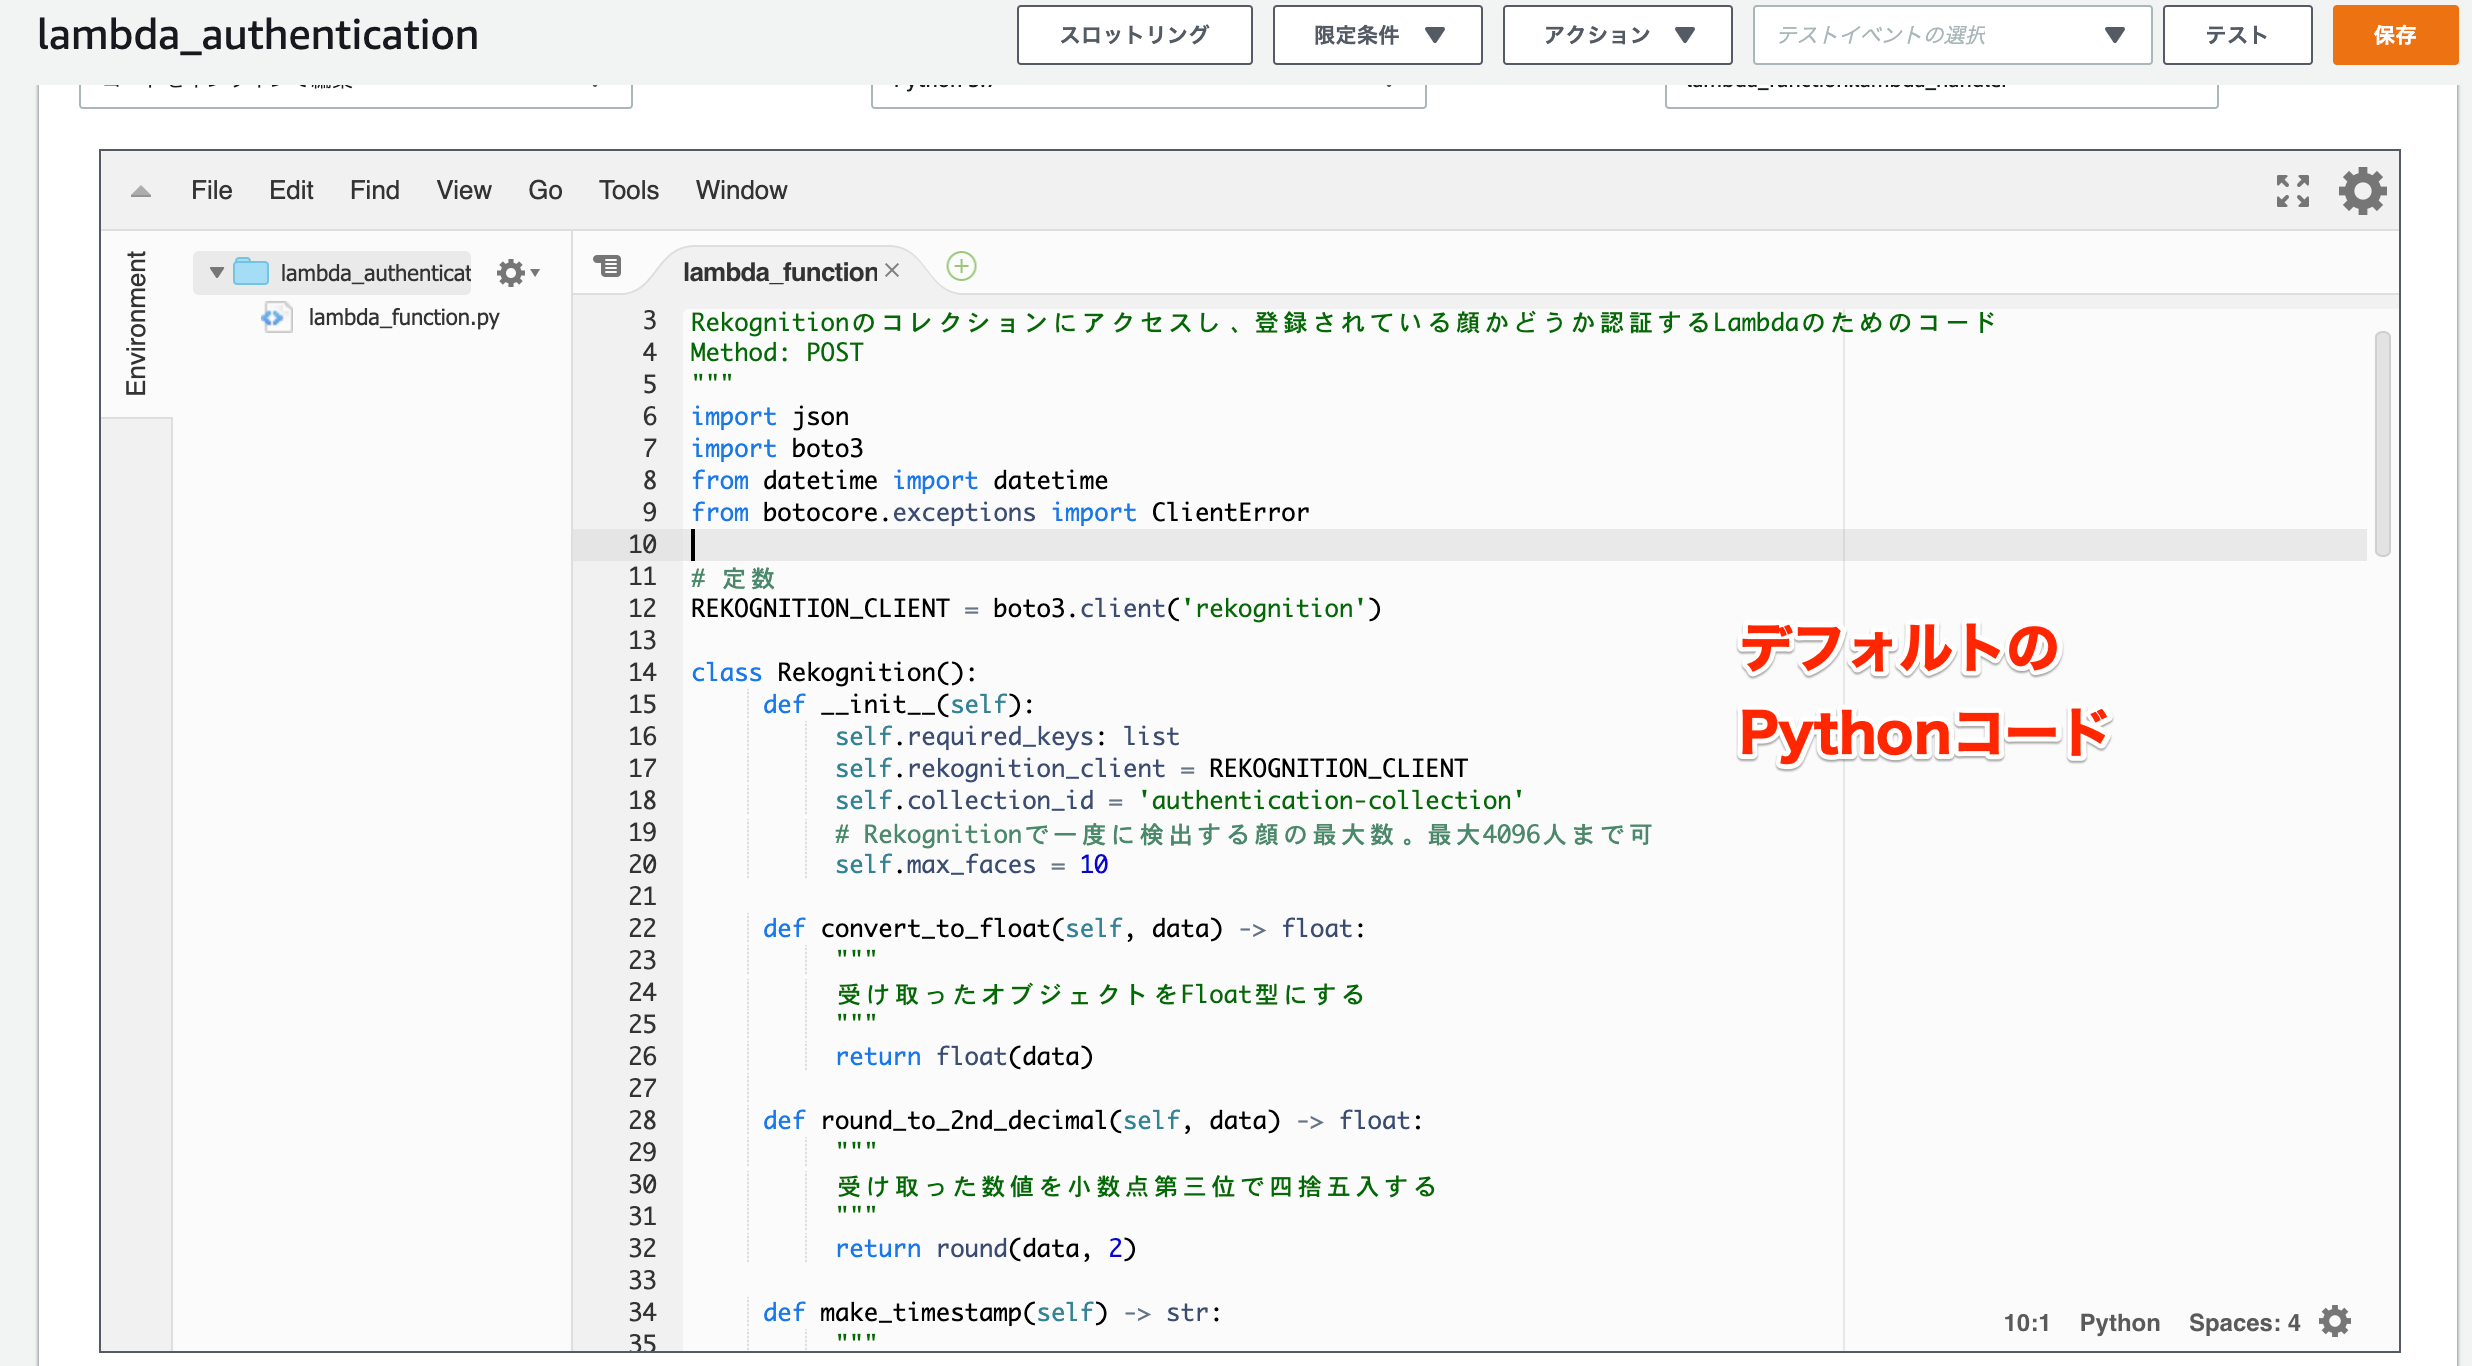 lambda_authentication
スロットリング
限定条件
アクション
テストイベントの選択
テスト
保存
File Edit Find View Go Tools Window
Environment
lambda_authenticat
lambda_function.py
lambda_function
3 Rekognitionのコレクションにアクセスし、登録されている顔かどうか認証するLambdaのためのコード
4 Method: POST
5 """
6 import json
7 import boto3
8 from datetime import datetime
9 from botocore.exceptions import ClientError
10
11 # 定数
12 REKOGNITION_CLIENT = boto3.client('rekognition')
13
14 class Rekognition():
15 def __init__(self):
16 self.required_keys: list
17 self.rekognition_client = REKOGNITION_CLIENT
18 self.collection_id = 'authentication-collection'
19 # Rekognitionで一度に検出する顔の最大数。最大4096人まで可
20 self.max_faces = 10
21
22 def convert_to_float(self, data) -> float:
23 """
24 受け取ったオブジェクトをFloat型にする
25 """
26 return float(data)
27
28 def round_to_2nd_decimal(self, data) -> float:
29 """
30 受け取った数値を小数点第三位で四捨五入する
31 """
32 return round(data, 2)
33
34 def make_timestamp(self) -> str:
35 """
デフォルトの
Pythonコード
10:1 Python Spaces: 4